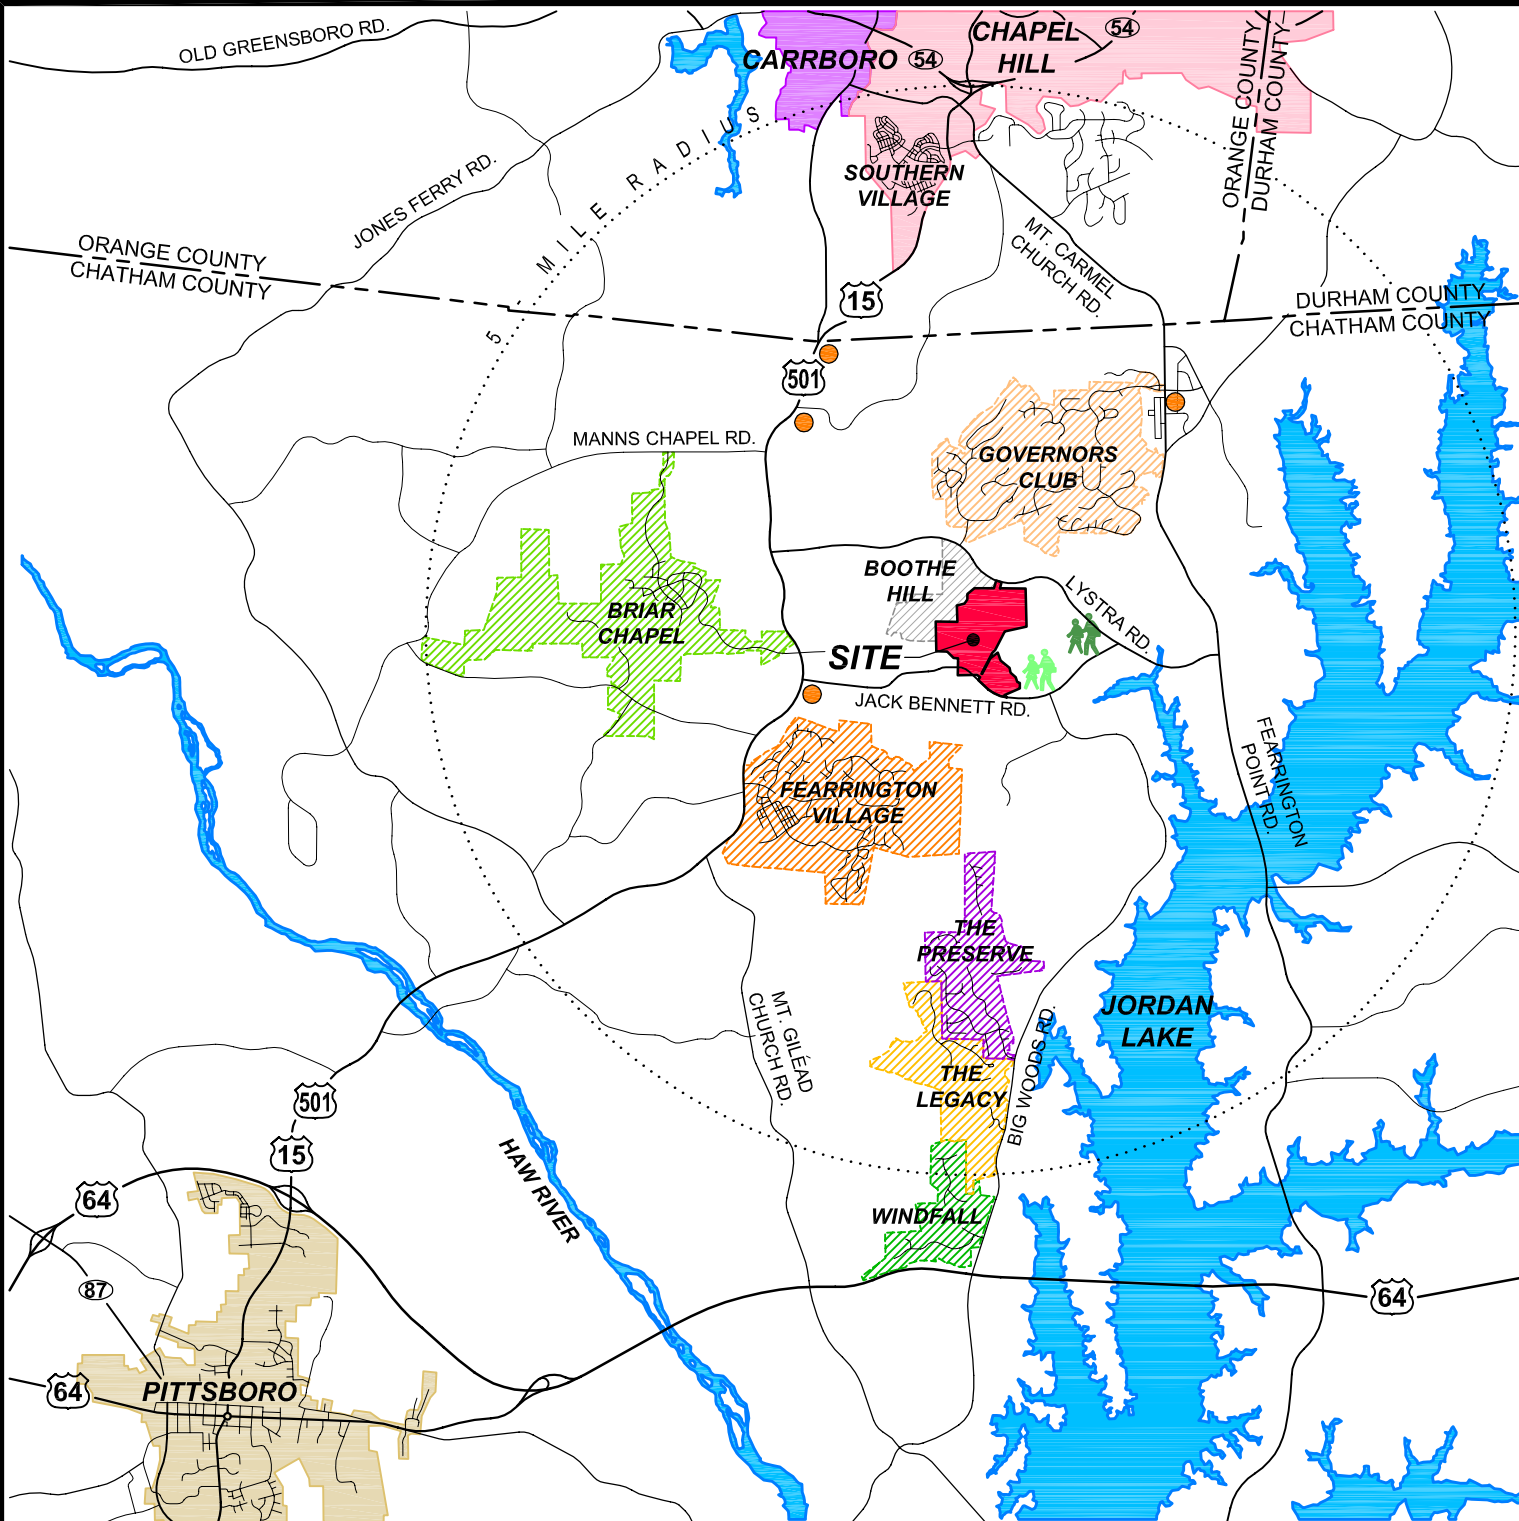 OLD GREENSBORO RD.
CARRBORO
54
CHAPEL
HILL
54
ORANGE COUNTY
DURHAM COUNTY
5 MILE RADIUS
JONES FERRY RD.
SOUTHERN
VILLAGE
MT. CARMEL
CHURCH RD.
ORANGE COUNTY
CHATHAM COUNTY
15
DURHAM COUNTY
CHATHAM COUNTY
501
MANNS CHAPEL RD.
GOVERNORS
CLUB
BOOTHE
HILL
LYSTRA RD.
BRIAR
CHAPEL
SITE
JACK BENNETT RD.
FEARRINGTON
POINT RD.
FEARRINGTON
VILLAGE
THE
PRESERVE
MT. GILEAD
CHURCH RD.
JORDAN
LAKE
BIG WOODS RD.
THE
LEGACY
501
15
HAW RIVER
64
WINDFALL
87
64
64
PITTSBORO